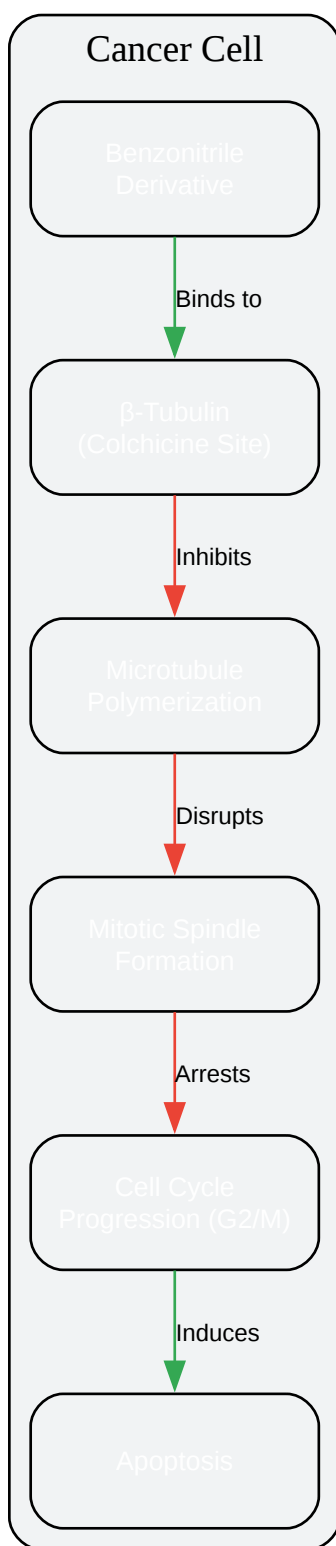 Cancer Cell
Benzonitrile
Derivative
Binds to
β-Tubulin
(Colchicine Site)
Inhibits
Microtubule
Polymerization
Disrupts
Mitotic Spindle
Formation
Arrests
Cell Cycle
Progression (G2/M)
Induces
Apoptosis